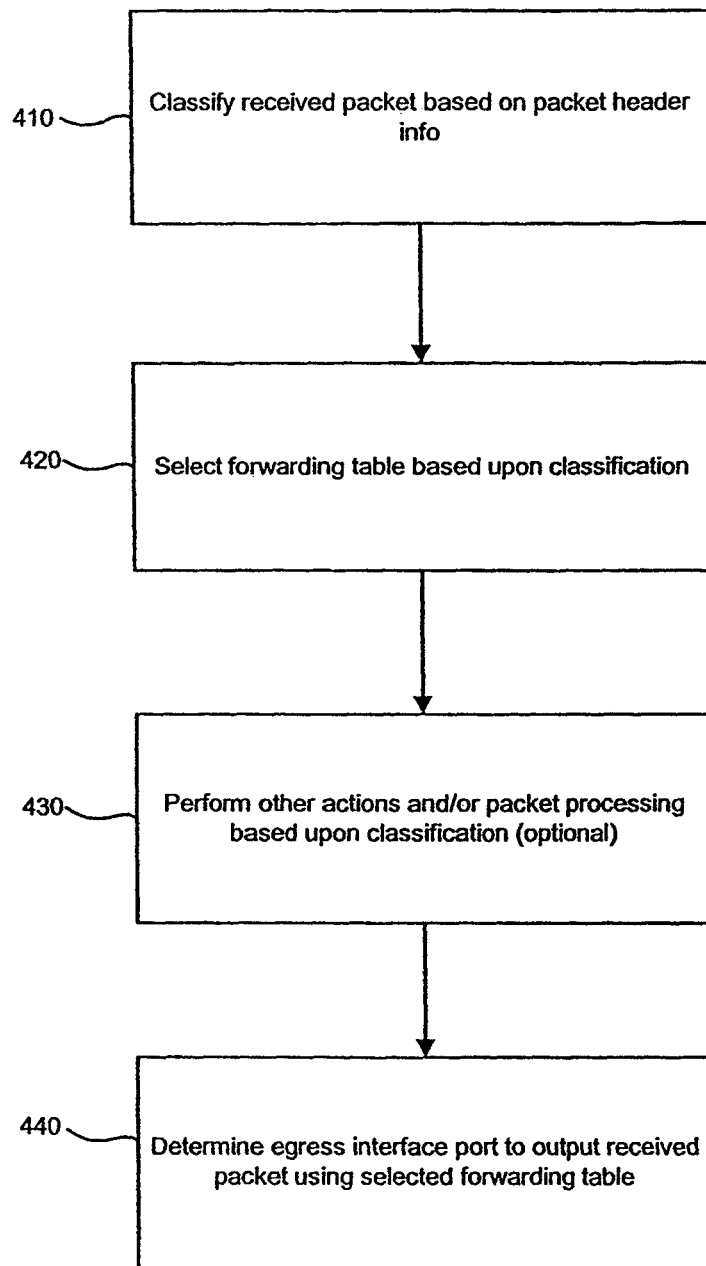 410
Classify received packet based on packet header
info
420
Select forwarding table based upon classification
430
Perform other actions and/or packet processing
based upon classification (optional)
440
Determine egress interface port to output received
packet using selected forwarding table